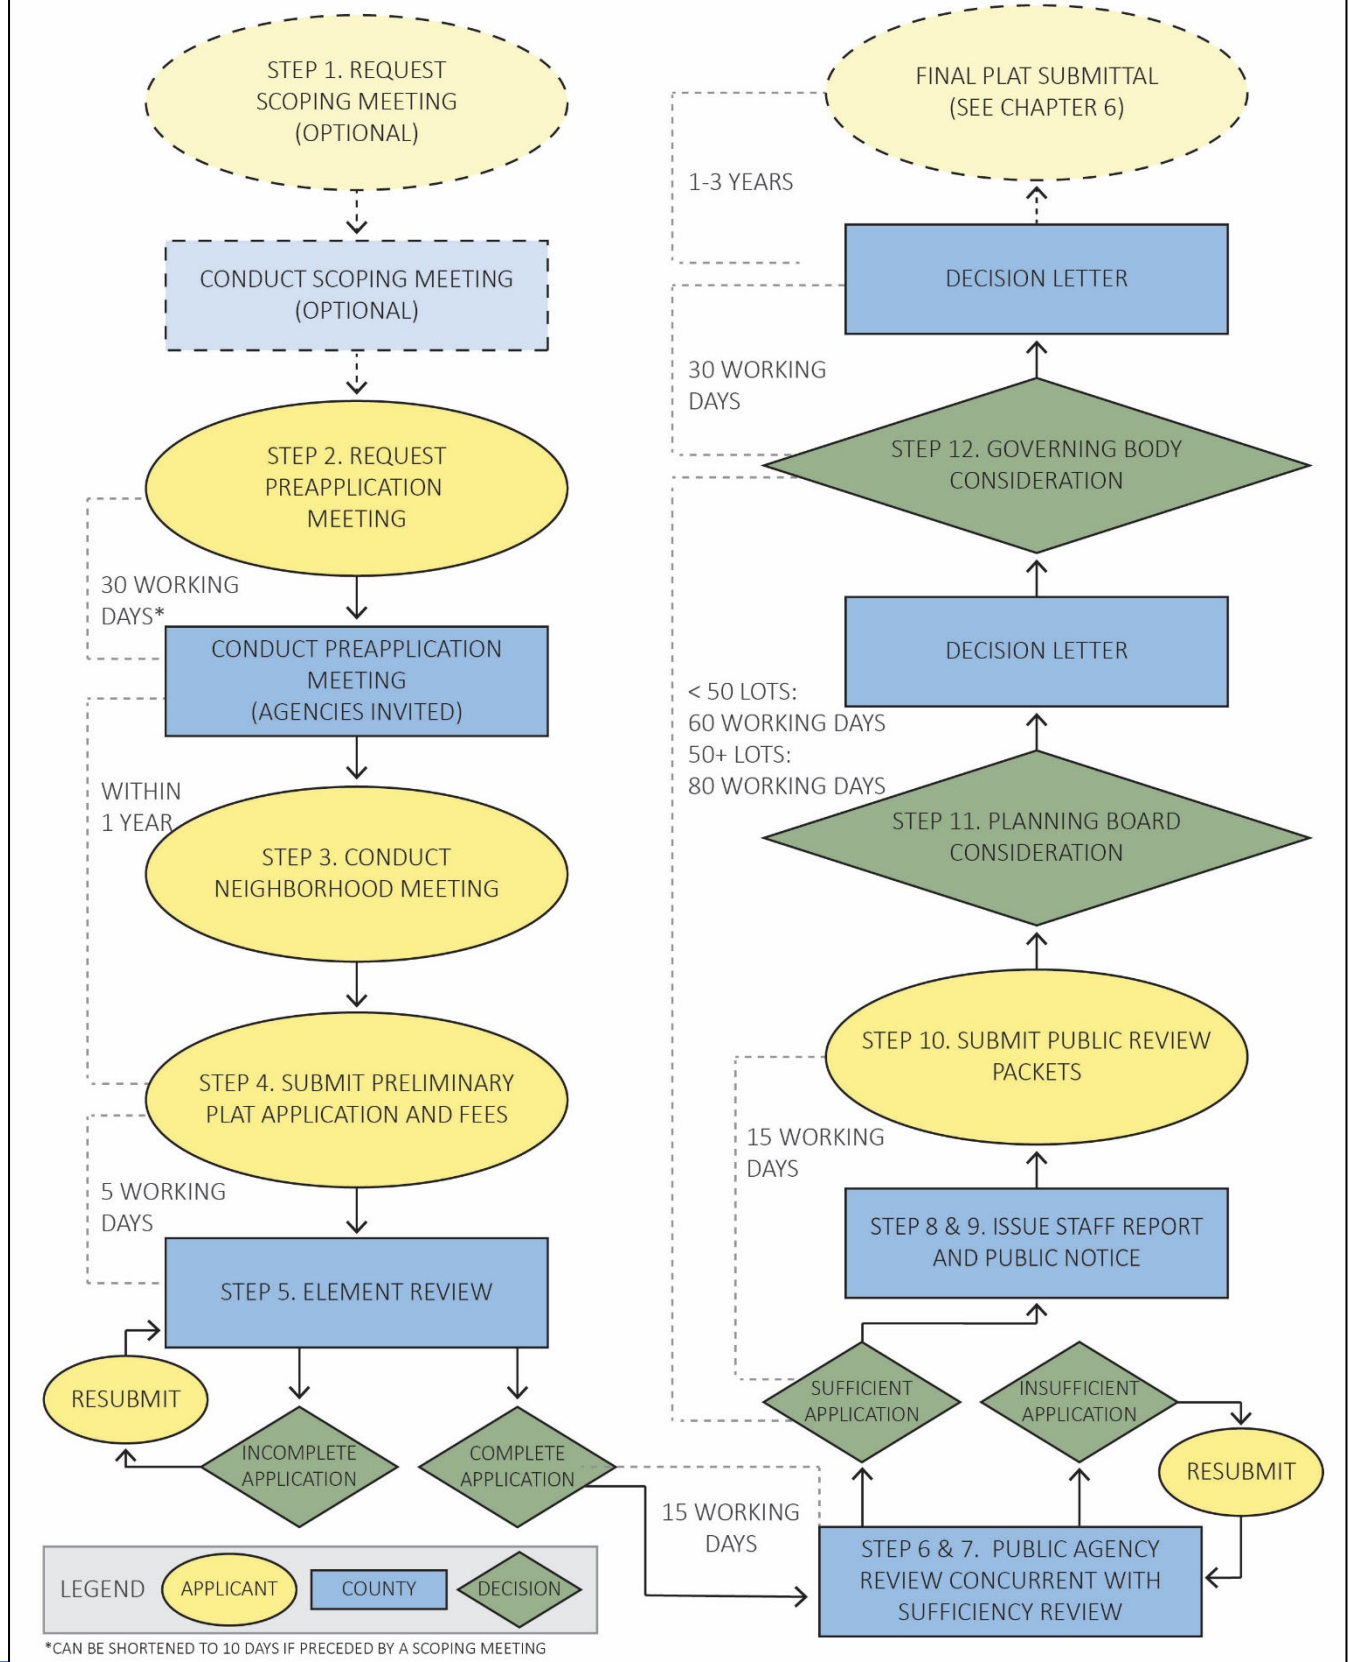 STEP 1. REQUEST
SCOPING MEETING
(OPTIONAL)
CONDUCT SCOPING MEETING
(OPTIONAL)
STEP 2. REQUEST
PREAPPLICATION
MEETING
30 WORKING
DAYS*
CONDUCT PREAPPLICATION
MEETING
(AGENCIES INVITED)
WITHIN
1 YEAR
STEP 3. CONDUCT
NEIGHBORHOOD MEETING
STEP 4. SUBMIT PRELIMINARY
PLAT APPLICATION AND FEES
5 WORKING
DAYS
STEP 5. ELEMENT REVIEW
RESUBMIT
INCOMPLETE
APPLICATION
COMPLETE
APPLICATION
15 WORKING
DAYS
STEP 6 & 7. PUBLIC AGENCY
REVIEW CONCURRENT WITH
SUFFICIENCY REVIEW
RESUBMIT
INSUFFICIENT
APPLICATION
SUFFICIENT
APPLICATION
STEP 8 & 9. ISSUE STAFF REPORT
AND PUBLIC NOTICE
15 WORKING
DAYS
STEP 10. SUBMIT PUBLIC REVIEW
PACKETS
STEP 11. PLANNING BOARD
CONSIDERATION
< 50 LOTS:
60 WORKING DAYS
50+ LOTS:
80 WORKING DAYS
DECISION LETTER
STEP 12. GOVERNING BODY
CONSIDERATION
30 WORKING
DAYS
DECISION LETTER
1-3 YEARS
FINAL PLAT SUBMITTAL
(SEE CHAPTER 6)
LEGEND
APPLICANT
COUNTY
DECISION
*CAN BE SHORTENED TO 10 DAYS IF PRECEDED BY A SCOPING MEETING